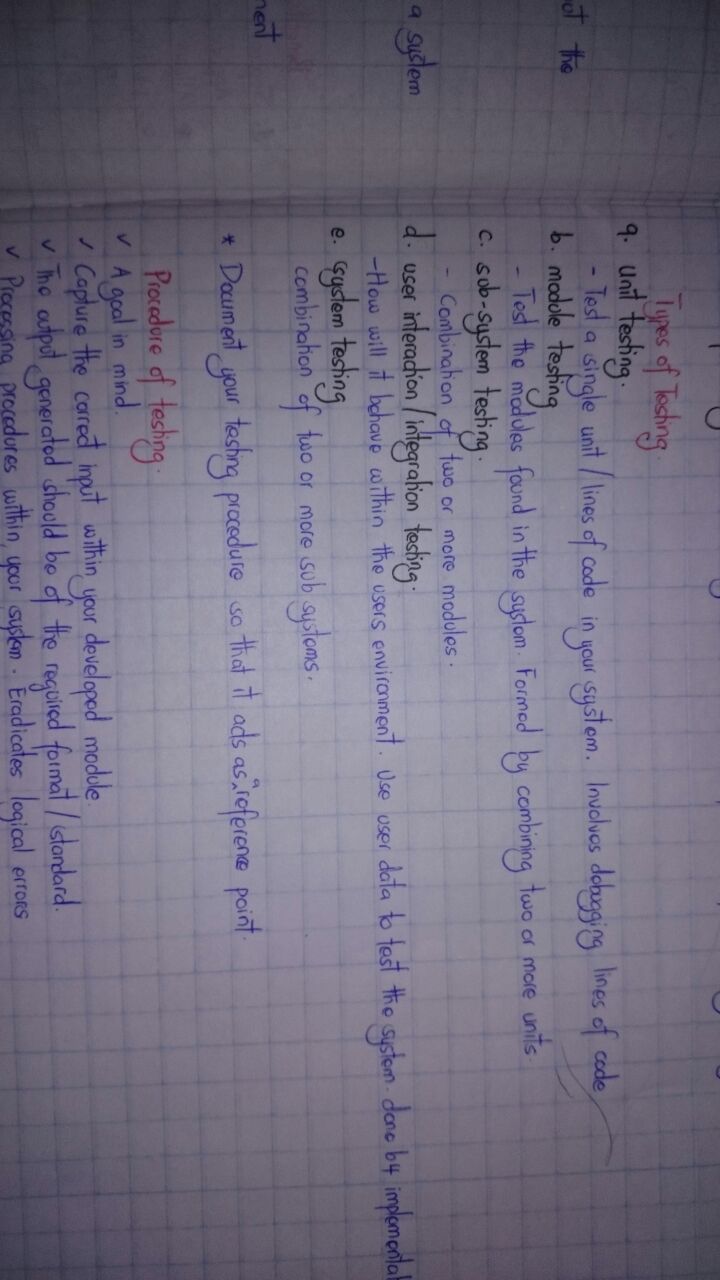 Types of Testing.
a. Unit testing.
- Test a single unit/lines of code in your system. Involves debugging lines of code
b. module testing
- Test the modules found in the system. Formed by combining two or more units.
c. sub-system testing.
- Combination of two or more modules.
d. user interaction/integration testing.
- How will it behave within the users environment. Use user data to test the system. done b4 implementat
e. system testing
combination of two or more sub systems.
* Document your testing procedure so that it acts as a reference point.
Procedure of testing.
✓ A goal in mind.
✓ Capture the correct input within your developed module.
✓ The output generated should be of the required format/standard.
✓ Processing procedures within your system. Eradicates logical errors
ot the
a system
ment